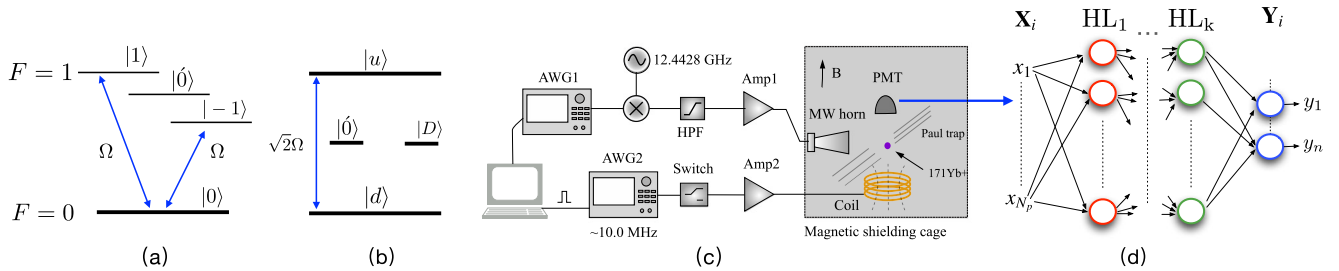 F = 1
|1⟩
|0́⟩
|−1⟩
Ω
Ω
F = 0
|0⟩
(a)
|u⟩
|0́⟩
|D⟩
√2Ω
|d⟩
(b)
AWG1
12.4428 GHz
HPF
Amp1
AWG2
~10.0 MHz
Switch
Amp2
B
PMT
MW horn
Paul trap
171Yb+
Coil
Magnetic shielding cage
(c)
X_i
HL_1
...
HL_k
Y_i
x_1
x_{N_p}
y_1
y_n
(d)